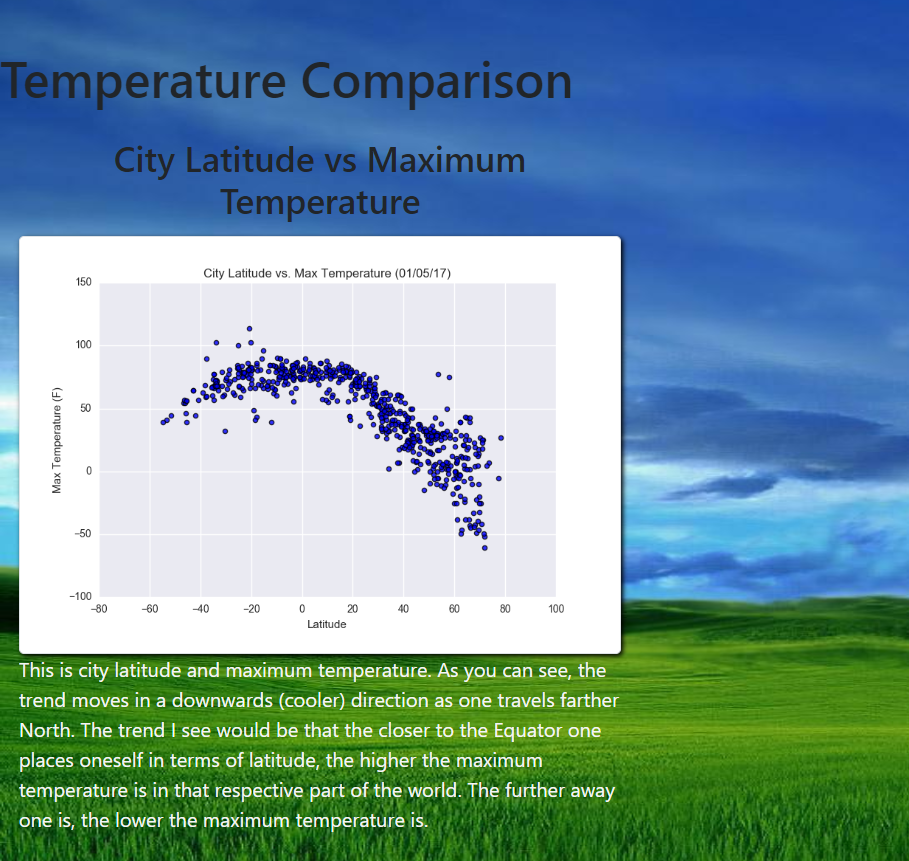 Temperature Comparison
City Latitude vs Maximum
Temperature
City Latitude vs. Max Temperature (01/05/17)
150
100
50
0
−50
−100
Max Temperature (F)
−80 −60 −40 −20 0 20 40 60 80 100
Latitude
This is city latitude and maximum temperature. As you can see, the
trend moves in a downwards (cooler) direction as one travels farther
North. The trend I see would be that the closer to the Equator one
places oneself in terms of latitude, the higher the maximum
temperature is in that respective part of the world. The further away
one is, the lower the maximum temperature is.